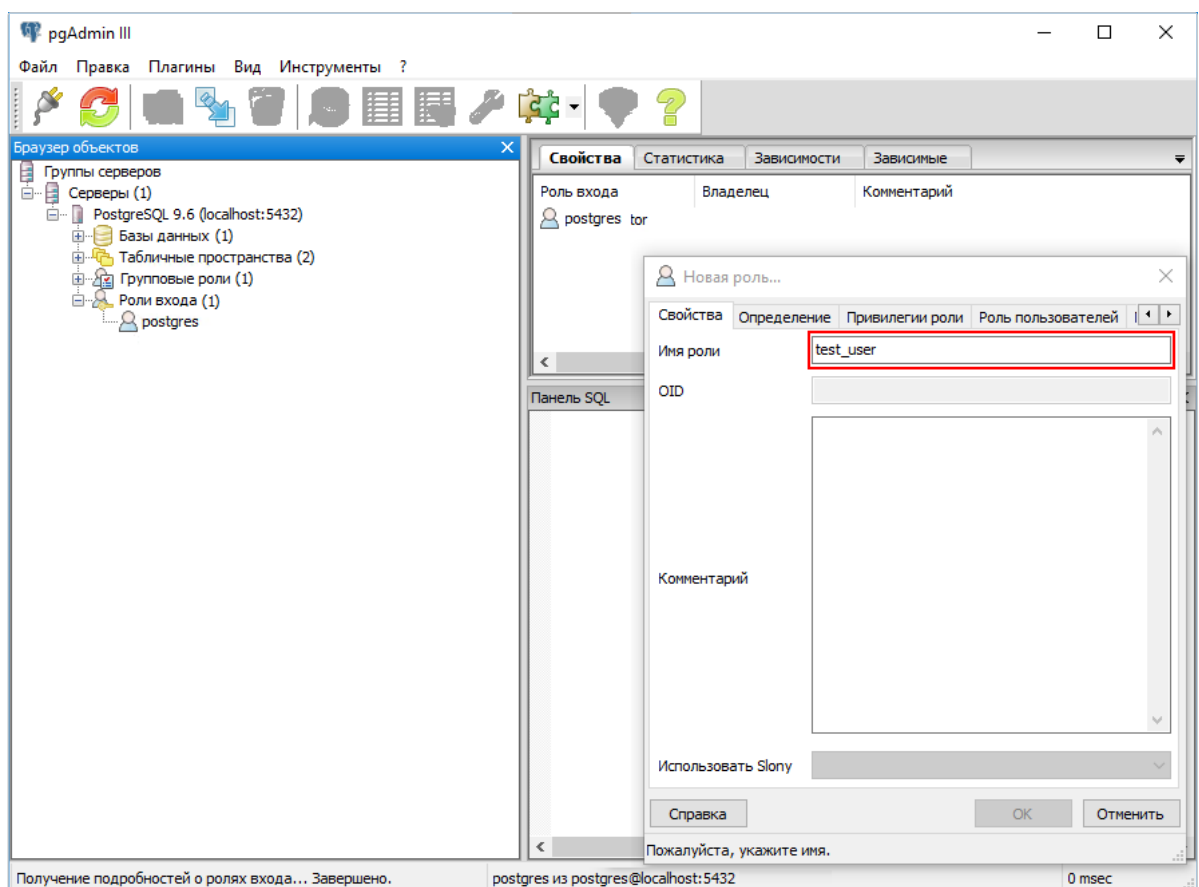 pgAdmin III
Файл Правка Плагины Вид Инструменты ?
Браузер объектов
Группы серверов
Серверы (1)
PostgreSQL 9.6 (localhost:5432)
Базы данных (1)
Табличные пространства (2)
Групповые роли (1)
Роли входа (1)
postgres
Свойства Статистика Зависимости Зависимые
Роль входа Владелец Комментарий
postgres tor
Панель SQL
Новая роль...
Свойства Определение Привилегии роли Роль пользователей
Имя роли test_user
OID
Комментарий
Использовать Slony
Справка OK Отменить
Пожалуйста, укажите имя.
Получение подробностей о ролях входа... Завершено. postgres из postgres@localhost:5432 0 msec